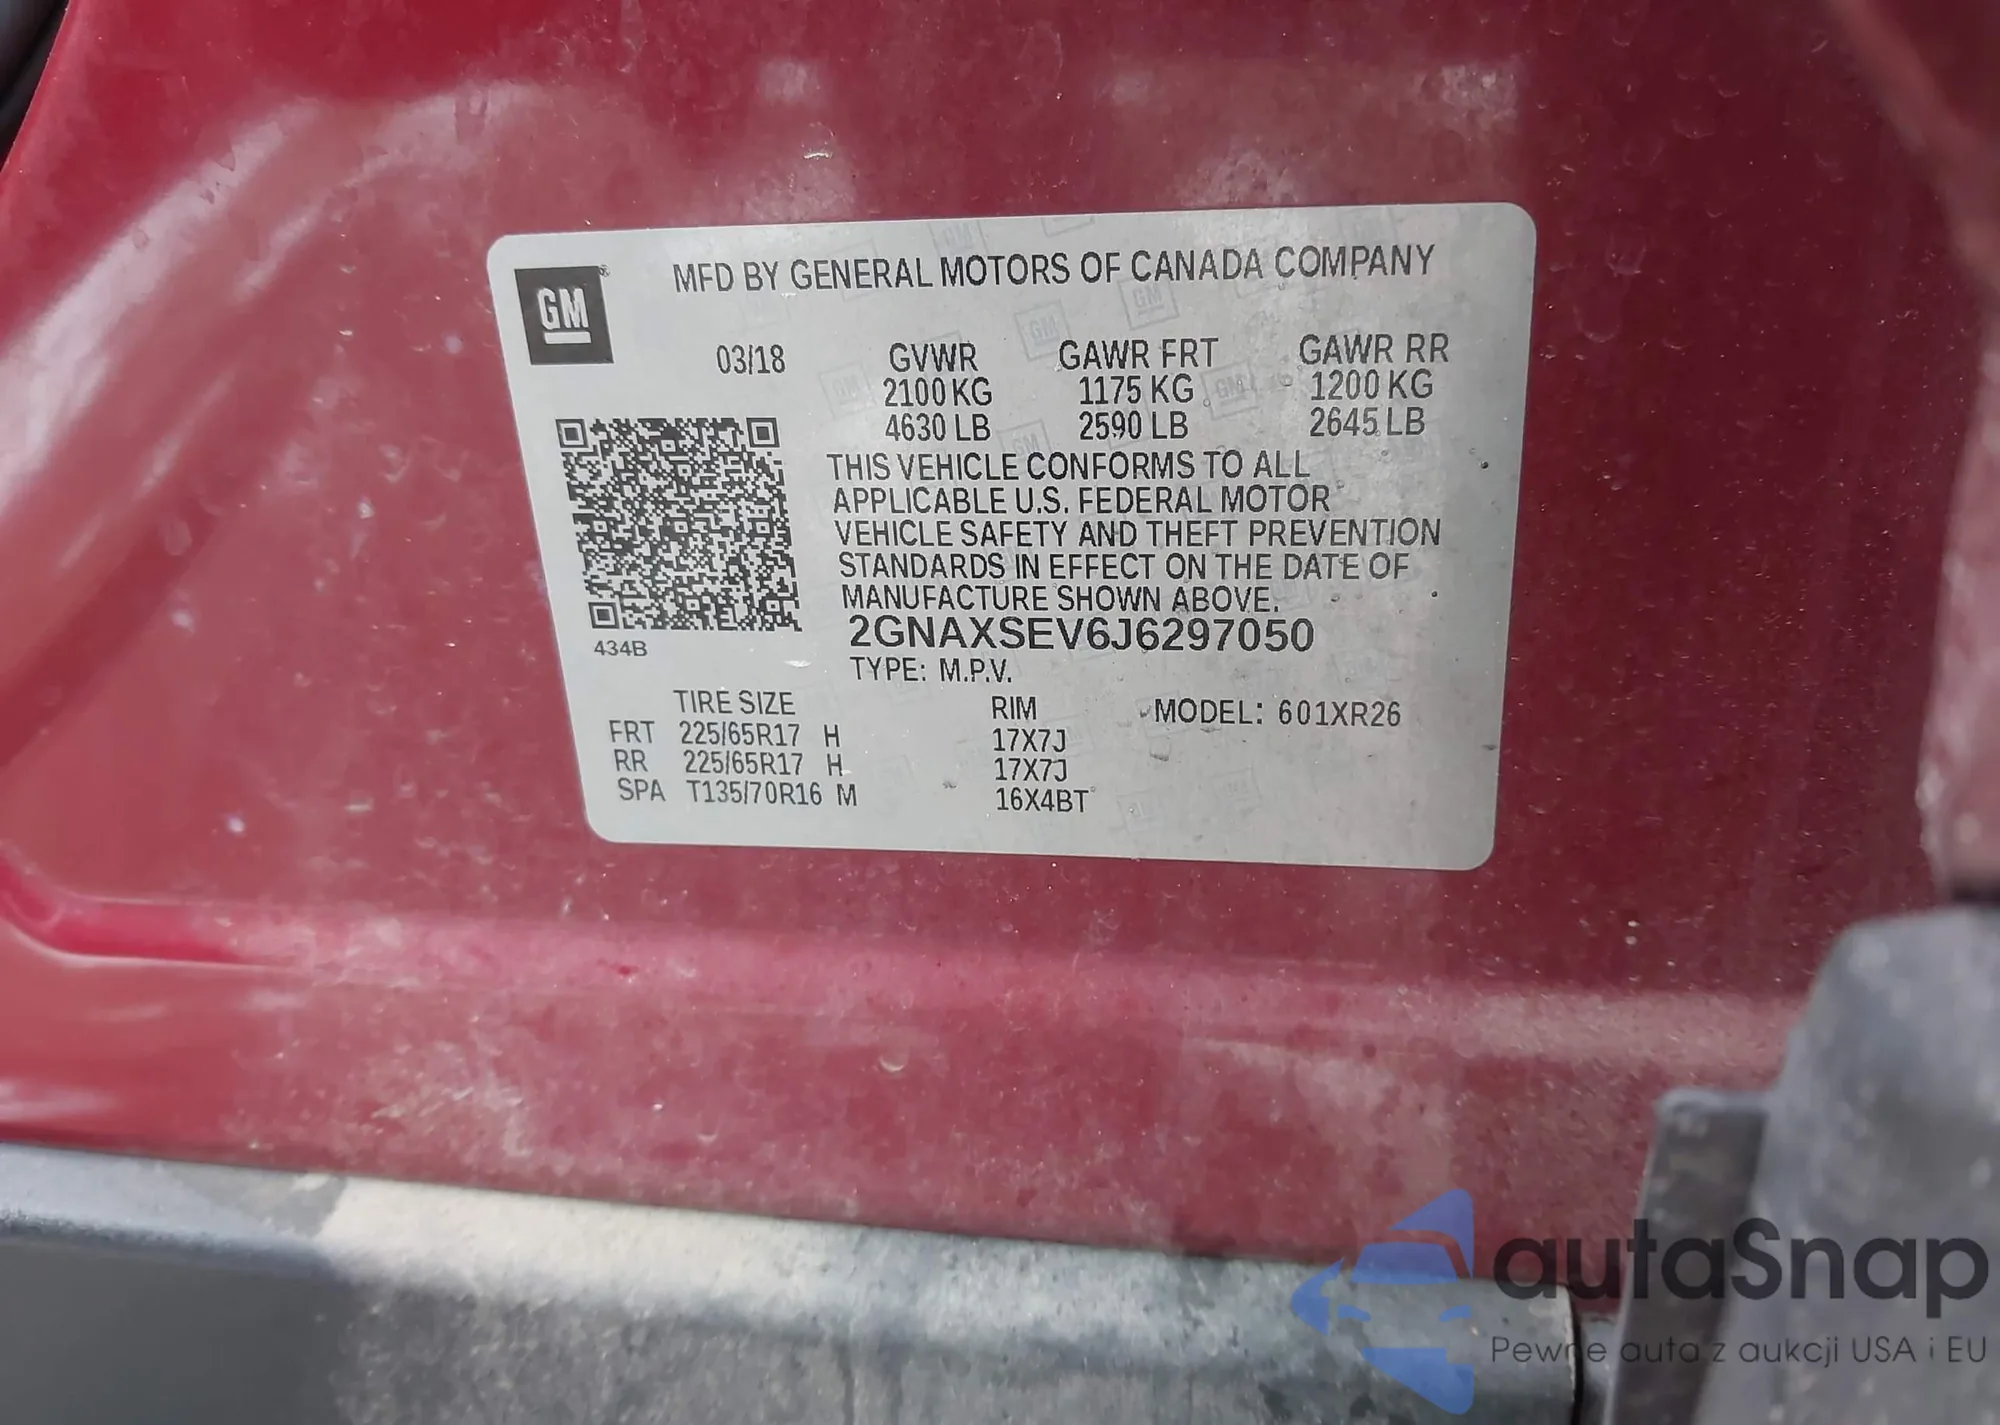 GM
MFD BY GENERAL MOTORS OF CANADA COMPANY
03/18 GVWR GAWR FRT GAWR RR
2100 KG 1175 KG 1200 KG
4630 LB 2590 LB 2645 LB
THIS VEHICLE CONFORMS TO ALL
APPLICABLE U.S. FEDERAL MOTOR
VEHICLE SAFETY AND THEFT PREVENTION
STANDARDS IN EFFECT ON THE DATE OF
MANUFACTURE SHOWN ABOVE.
2GNAXSEV6J6297050
434B
TYPE: M.P.V.
TIRE SIZE RIM MODEL: 601XR26
FRT 225/65R17 H 17X7J
RR 225/65R17 H 17X7J
SPA T135/70R16 M 16X4BT
autaSnap
Pewne auta z aukcji USA i EU